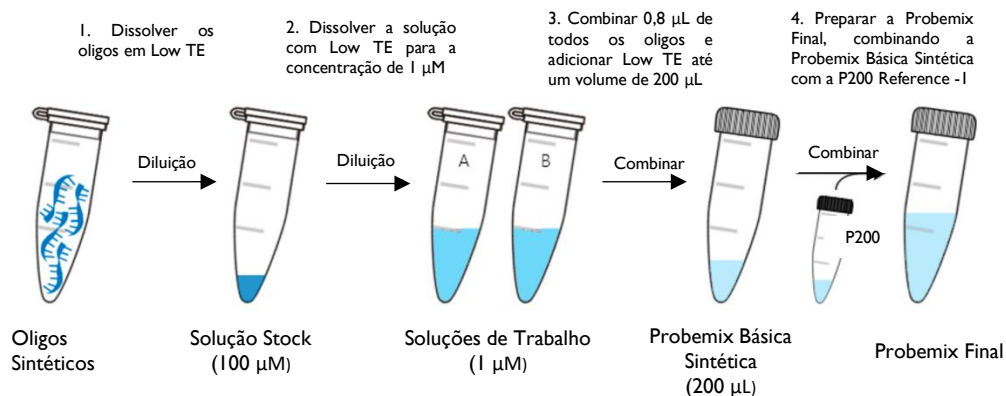 1. Dissolver os
oligos em Low TE
2. Dissolver a solução
com Low TE para a
concentração de 1 µM
3. Combinar 0,8 µL de
todos os oligos e
adicionar Low TE até
um volume de 200 µL
4. Preparar a Probemix
Final, combinando a
Probemix Básica Sintética
com a P200 Reference -1
Diluição
Diluição
A
B
Combinar
Combinar
P200
Oligos
Sintéticos
Solução Stock
(100 µM)
Soluções de Trabalho
(1 µM)
Probemix Básica
Sintética
(200 µL)
Probemix Final